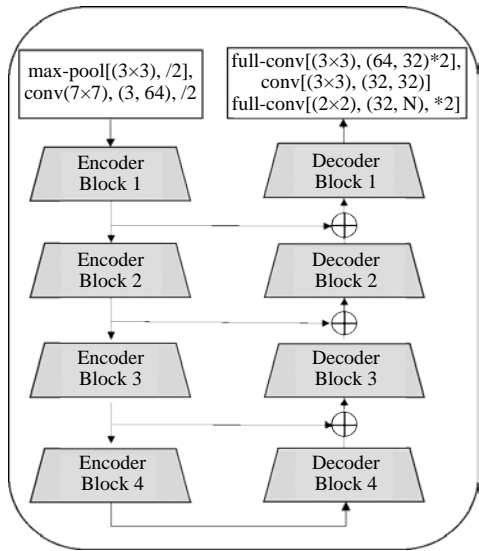 max-pool[(3×3), /2],
conv(7×7), (3, 64), /2
full-conv[(3×3), (64, 32)*2],
conv[(3×3), (32, 32)]
full-conv[(2×2), (32, N), *2]
Encoder
Block 1
Decoder
Block 1
Encoder
Block 2
Decoder
Block 2
Encoder
Block 3
Decoder
Block 3
Encoder
Block 4
Decoder
Block 4